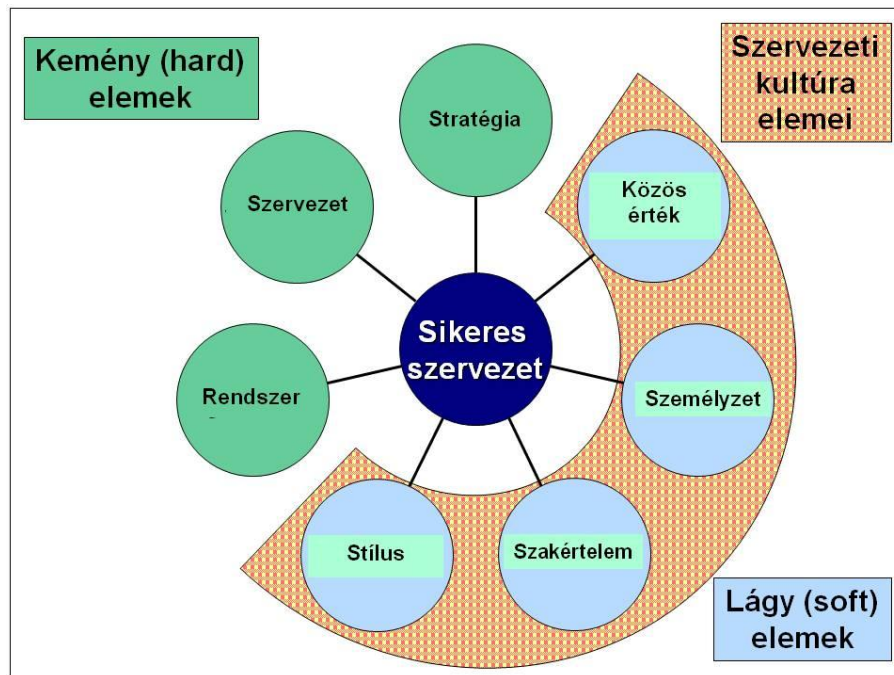 Kemény (hard)
elemek
Szervezeti
kultúra
elemei
Stratégia
Szervezet
Közös
érték
Sikeres
szervezet
Rendszer
Személyzet
Stílus
Szakértelem
Lágy (soft)
elemek